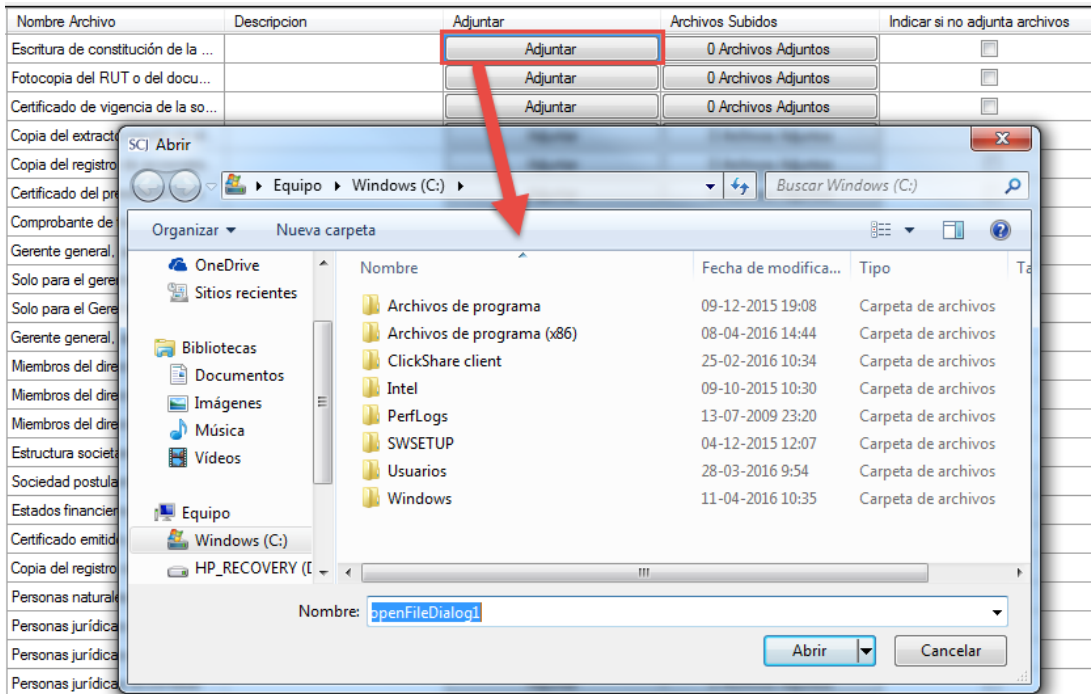 Nombre Archivo Descripcion Adjuntar Archivos Subidos Indicar si no adjunta archivos
Escritura de constitución de la ... Adjuntar 0 Archivos Adjuntos
Fotocopia del RUT o del docu... Adjuntar 0 Archivos Adjuntos
Certificado de vigencia de la so... Adjuntar 0 Archivos Adjuntos
Copia del extracto
SCJ Abrir
Copia del registro
Certificado del pre
Equipo Windows (C:) Buscar Windows (C:)
Comprobante de
Organizar Nueva carpeta
Gerente general,
OneDrive Nombre Fecha de modifica... Tipo Ta
Solo para el geren
Sitios recientes
Archivos de programa 09-12-2015 19:08 Carpeta de archivos
Solo para el Gere
Archivos de programa (x86) 08-04-2016 14:44 Carpeta de archivos
Gerente general,
Bibliotecas
ClickShare client 25-02-2016 10:34 Carpeta de archivos
Miembros del dire
Documentos
Intel 09-10-2015 10:30 Carpeta de archivos
Miembros del dire
Imágenes
PerfLogs 13-07-2009 23:20 Carpeta de archivos
Miembros del dire
Música
SWSETUP 04-12-2015 12:07 Carpeta de archivos
Estructura societa
Vídeos
Usuarios 28-03-2016 9:54 Carpeta de archivos
Sociedad postula
Windows 11-04-2016 10:35 Carpeta de archivos
Estados financier
Equipo
Certificado emitid
Windows (C:)
Copia del registro
HP_RECOVERY (D
Personas naturale
Nombre: openFileDialog1
Personas jurídica
Personas jurídica
Abrir Cancelar
Personas jurídica